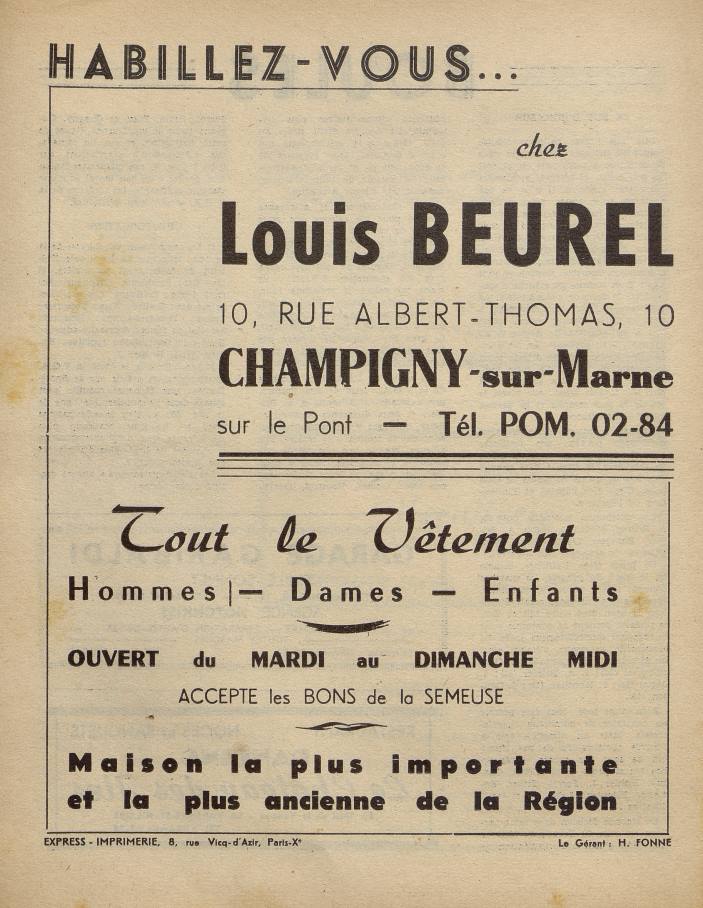 HABILLEZ-VOUS...
chez
Louis BEUREL
10, RUE ALBERT-THOMAS, 10
CHAMPIGNY-sur-Marne
sur le Pont — Tél. POM. 02-84
Tout le Vêtement
Hommes — Dames — Enfants
OUVERT du MARDI au DIMANCHE MIDI
ACCEPTE les BONS de la SEMEUSE
Maison la plus importante
et la plus ancienne de la Région
EXPRESS - IMPRIMERIE, 8, rue Vicq-d'Azir, Paris-Xe
Le Gérant : H. FONNE